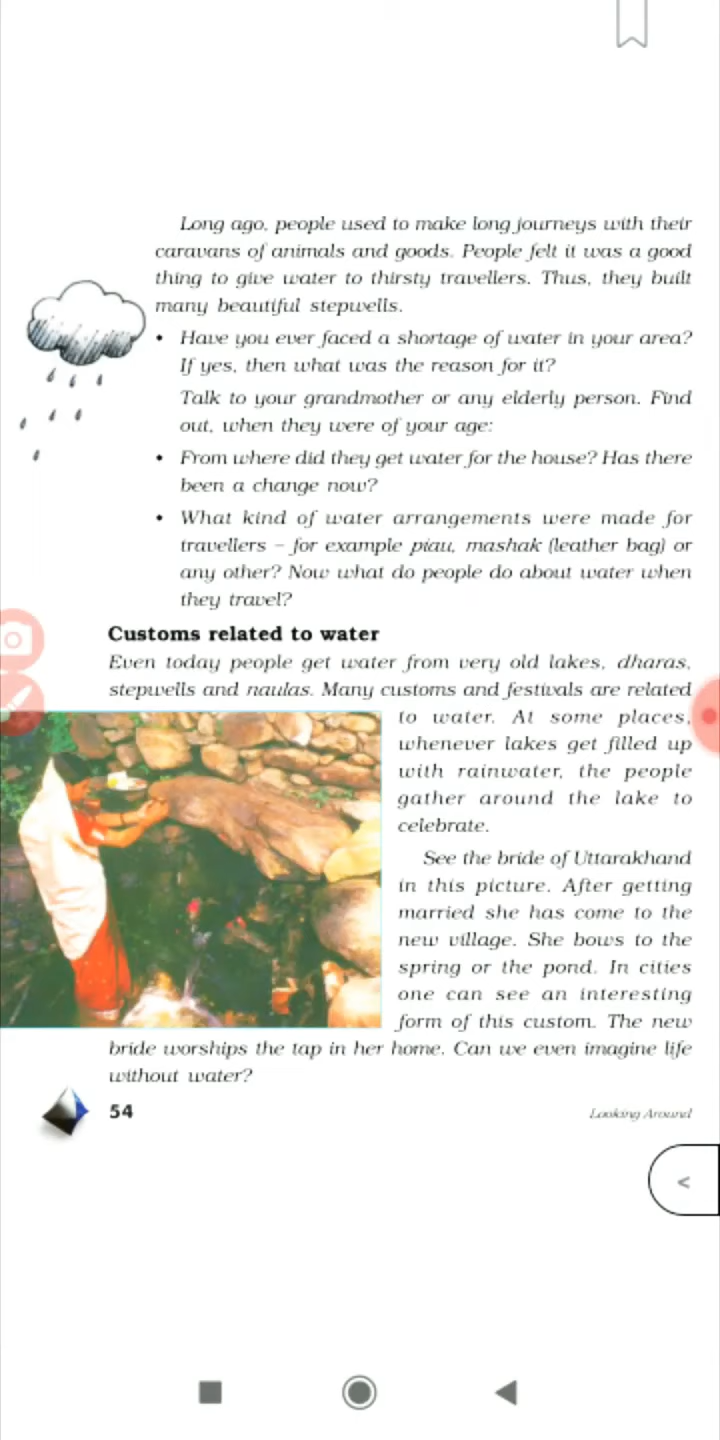 Long ago, people used to make long journeys with their
caravans of animals and goods. People felt it was a good
thing to give water to thirsty travellers. Thus, they built
many beautiful stepwells.
• Have you ever faced a shortage of water in your area?
If yes, then what was the reason for it?
Talk to your grandmother or any elderly person. Find
out, when they were of your age:
• From where did they get water for the house? Has there
been a change now?
• What kind of water arrangements were made for
travellers – for example piau, mashak (leather bag) or
any other? Now what do people do about water when
they travel?
Customs related to water
Even today people get water from very old lakes, dharas,
stepwells and naulas. Many customs and festivals are related
to water. At some places,
whenever lakes get filled up
with rainwater, the people
gather around the lake to
celebrate.
See the bride of Uttarakhand
in this picture. After getting
married she has come to the
new village. She bows to the
spring or the pond. In cities
one can see an interesting
form of this custom. The new
bride worships the tap in her home. Can we even imagine life
without water?
54
Looking Around
<